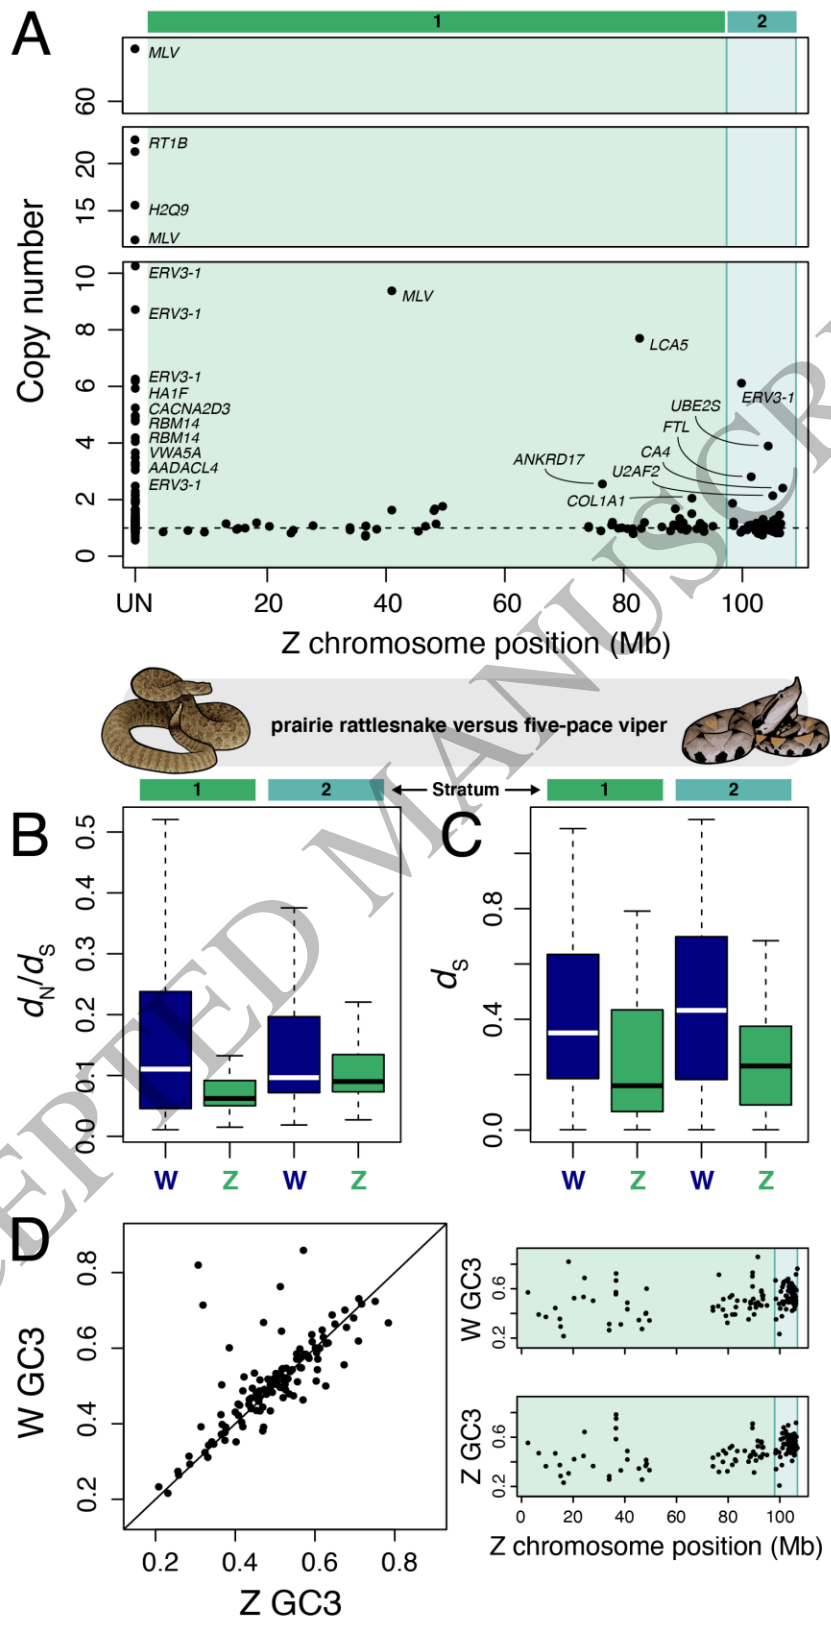 A
1
2
MLV
60
RT1B
20
H2Q9
15
MLV
10
ERV3-1
MLV
ERV3-1
8
LCA5
ERV3-1
6
HA1F
ERV3-1
CACNA2D3
UBE2S
RBM14
FTL
4
RBM14
VWA5A
ANKRD17
CA4
AADACL4
U2AF2
ERV3-1
2
COL1A1
0
Copy number
UN 20 40 60 80 100
Z chromosome position (Mb)
prairie rattlesnake versus five-pace viper
1 2 Stratum 1 2
B
0.5
0.4
0.3
0.2
0.1
0.0
dN/dS
W Z W Z
C
0.8
0.4
0.0
dS
W Z W Z
D
0.8
0.6
0.4
0.2
W GC3
0.2 0.4 0.6 0.8
Z GC3
W GC3
0.6
0.2
Z GC3
0.6
0.2
0 20 40 60 80 100
Z chromosome position (Mb)
CEPTED MANUSCR